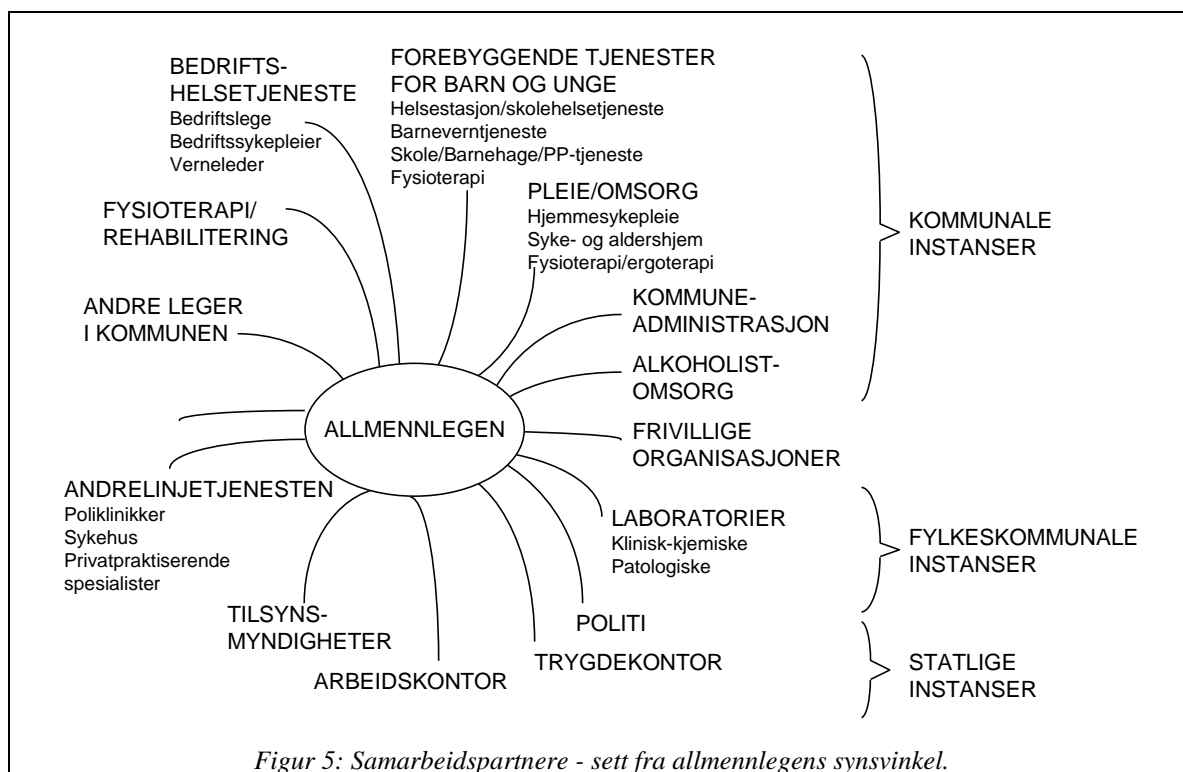 BEDRIFTS-
HELSETJENESTE
Bedriftslege
Bedriftssykepleier
Verneleder
FOREBYGGENDE TJENESTER
FOR BARN OG UNGE
Helsestasjon/skolehelsetjeneste
Barneverntjeneste
Skole/Barnehage/PP-tjeneste
Fysioterapi
PLEIE/OMSORG
Hjemmesykepleie
Syke- og aldershjem
Fysioterapi/ergoterapi
KOMMUNALE
INSTANSER
FYSIOTERAPI/
REHABILITERING
ANDRE LEGER
I KOMMUNEN
KOMMUNE-
ADMINISTRASJON
ALKOHOLIST-
OMSORG
ALLMENNLEGEN
FRIVILLIGE
ORGANISASJONER
ANDRELINJETJENESTEN
Poliklinikker
Sykehus
Privatpraktiserende
spesialister
LABORATORIER
Klinisk-kjemiske
Patologiske
FYLKESKOMMUNALE
INSTANSER
TILSYNS-
MYNDIGHETER
ARBEIDSKONTOR
POLITI
TRYGDEKONTOR
STATLIGE
INSTANSER
Figur 5: Samarbeidspartnere - sett fra allmennlegens synsvinkel.